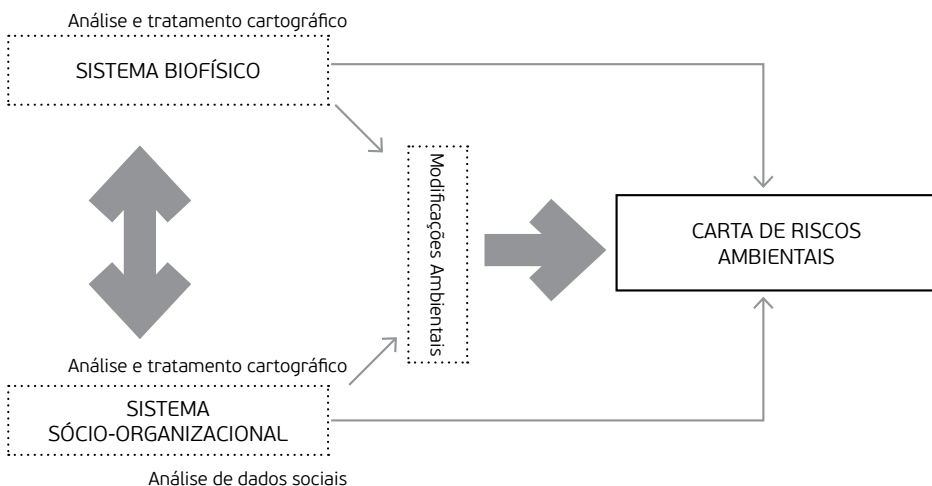 Análise e tratamento cartográfico
SISTEMA BIOFÍSICO
Modificações Ambientais
CARTA DE RISCOS
AMBIENTAIS
Análise e tratamento cartográfico
SISTEMA
SÓCIO-ORGANIZACIONAL
Análise de dados sociais